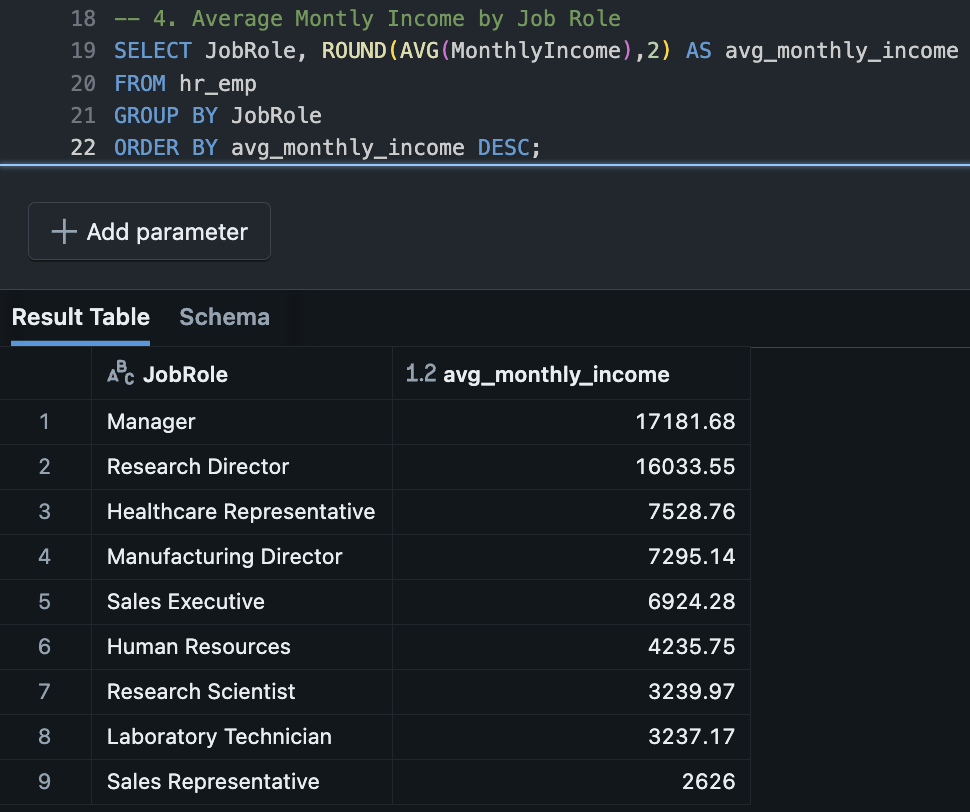 18 -- 4. Average Montly Income by Job Role
19 SELECT JobRole, ROUND(AVG(MonthlyIncome),2) AS avg_monthly_income
20 FROM hr_emp
21 GROUP BY JobRole
22 ORDER BY avg_monthly_income DESC;
+ Add parameter
Result Table Schema
ABC JobRole 1.2 avg_monthly_income
1 Manager 17181.68
2 Research Director 16033.55
3 Healthcare Representative 7528.76
4 Manufacturing Director 7295.14
5 Sales Executive 6924.28
6 Human Resources 4235.75
7 Research Scientist 3239.97
8 Laboratory Technician 3237.17
9 Sales Representative 2626